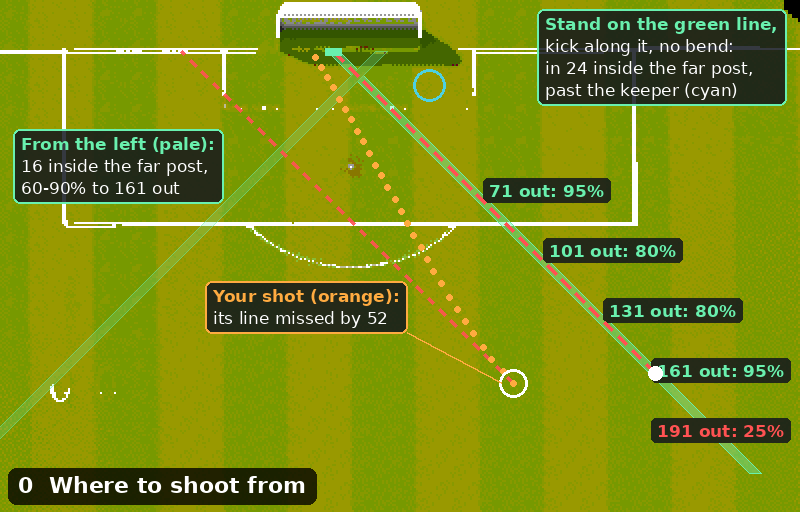 Stand on the green line,
kick along it, no bend:
in 24 inside the far post,
past the keeper (cyan)
From the left (pale):
16 inside the far post,
60-90% to 161 out
71 out: 95%
101 out: 80%
Your shot (orange):
its line missed by 52
131 out: 80%
161 out: 95%
191 out: 25%
0 Where to shoot from